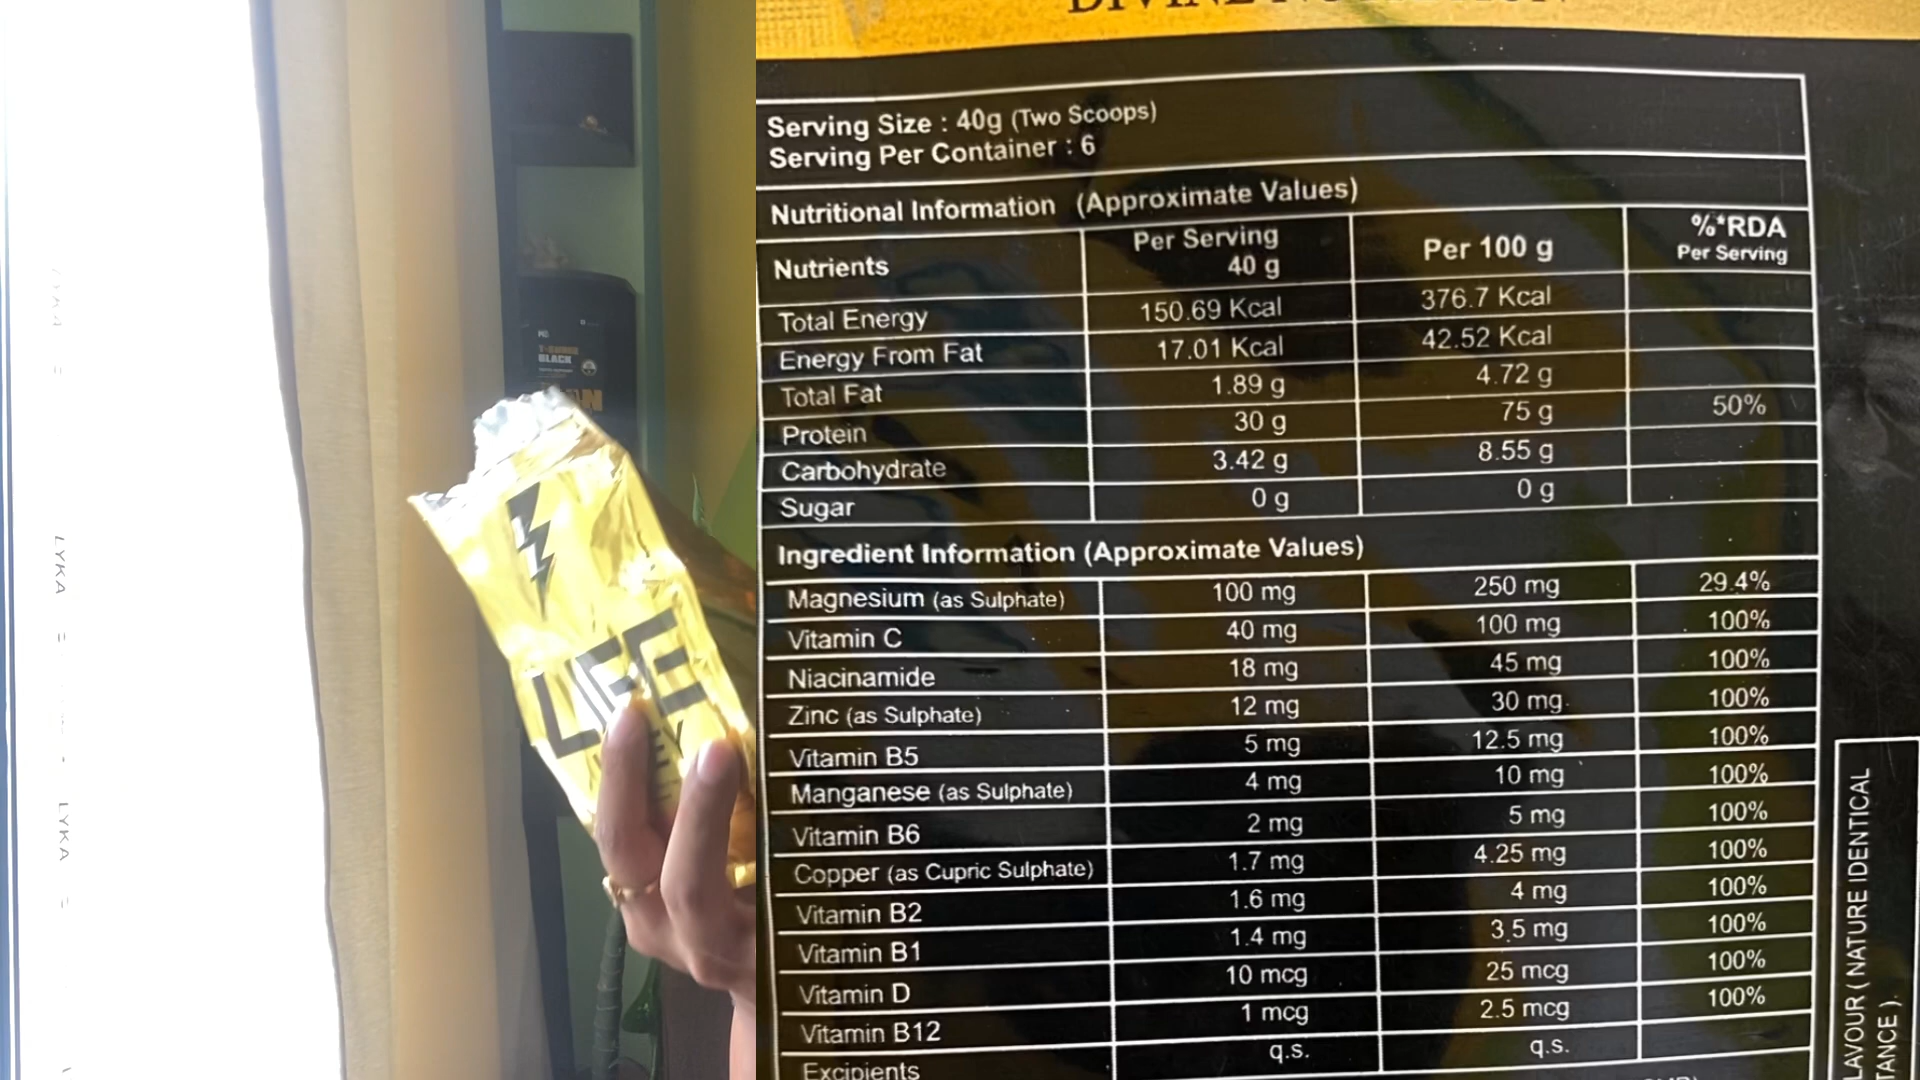 LYKA
LYKA
BLACK
LIFE
Serving Size : 40g (Two Scoops)
Serving Per Container : 6
Nutritional Information (Approximate Values)
Nutrients Per Serving 40 g Per 100 g %*RDA Per Serving
Total Energy 150.69 Kcal 376.7 Kcal
Energy From Fat 17.01 Kcal 42.52 Kcal
Total Fat 1.89 g 4.72 g
Protein 30 g 75 g 50%
Carbohydrate 3.42 g 8.55 g
Sugar 0 g 0 g
Ingredient Information (Approximate Values)
Magnesium (as Sulphate) 100 mg 250 mg 29.4%
Vitamin C 40 mg 100 mg 100%
Niacinamide 18 mg 45 mg 100%
Zinc (as Sulphate) 12 mg 30 mg 100%
Vitamin B5 5 mg 12.5 mg 100%
Manganese (as Sulphate) 4 mg 10 mg 100%
Vitamin B6 2 mg 5 mg 100%
Copper (as Cupric Sulphate) 1.7 mg 4.25 mg 100%
Vitamin B2 1.6 mg 4 mg 100%
Vitamin B1 1.4 mg 3.5 mg 100%
Vitamin D 10 mcg 25 mcg 100%
Vitamin B12 1 mcg 2.5 mcg 100%
Excipients q.s. q.s.
LAVOUR ( NATURE IDENTICAL
TANCE ).